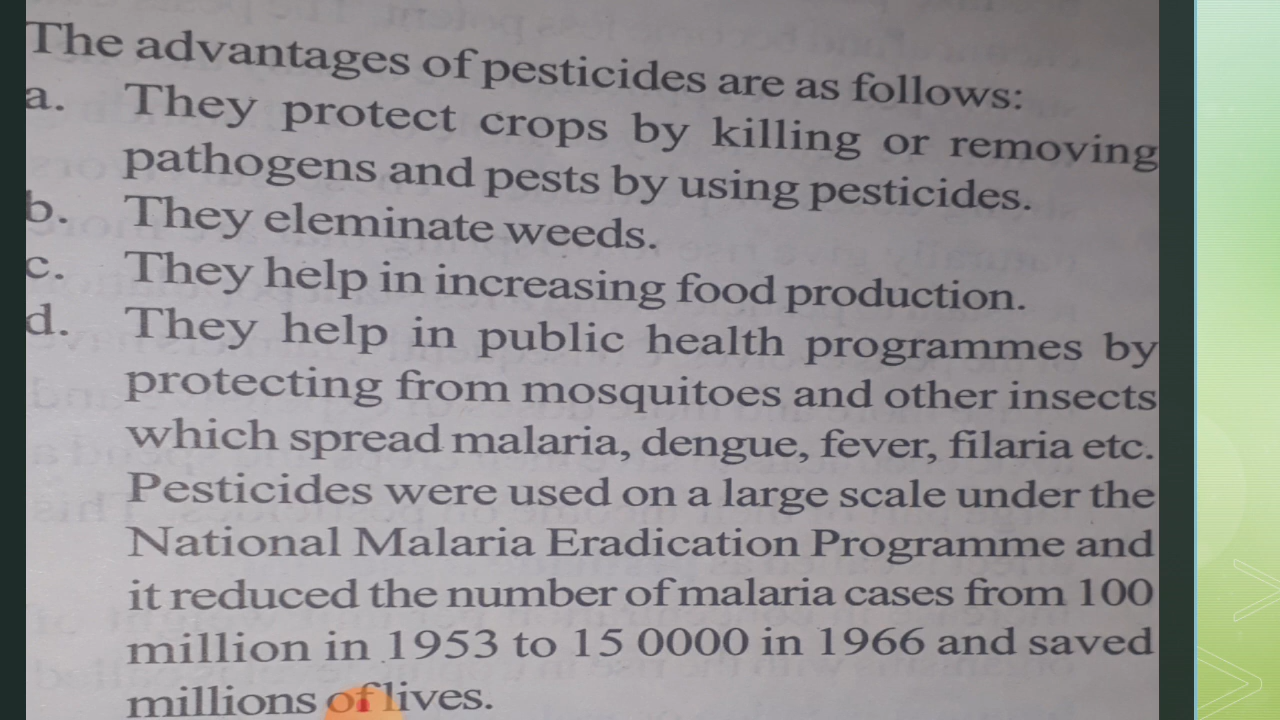 The advantages of pesticides are as follows:
a. They protect crops by killing or removing
pathogens and pests by using pesticides.
b. They eleminate weeds.
c. They help in increasing food production.
d. They help in public health programmes by
protecting from mosquitoes and other insects
which spread malaria, dengue, fever, filaria etc.
Pesticides were used on a large scale under the
National Malaria Eradication Programme and
it reduced the number of malaria cases from 100
million in 1953 to 15 0000 in 1966 and saved
millions of lives.